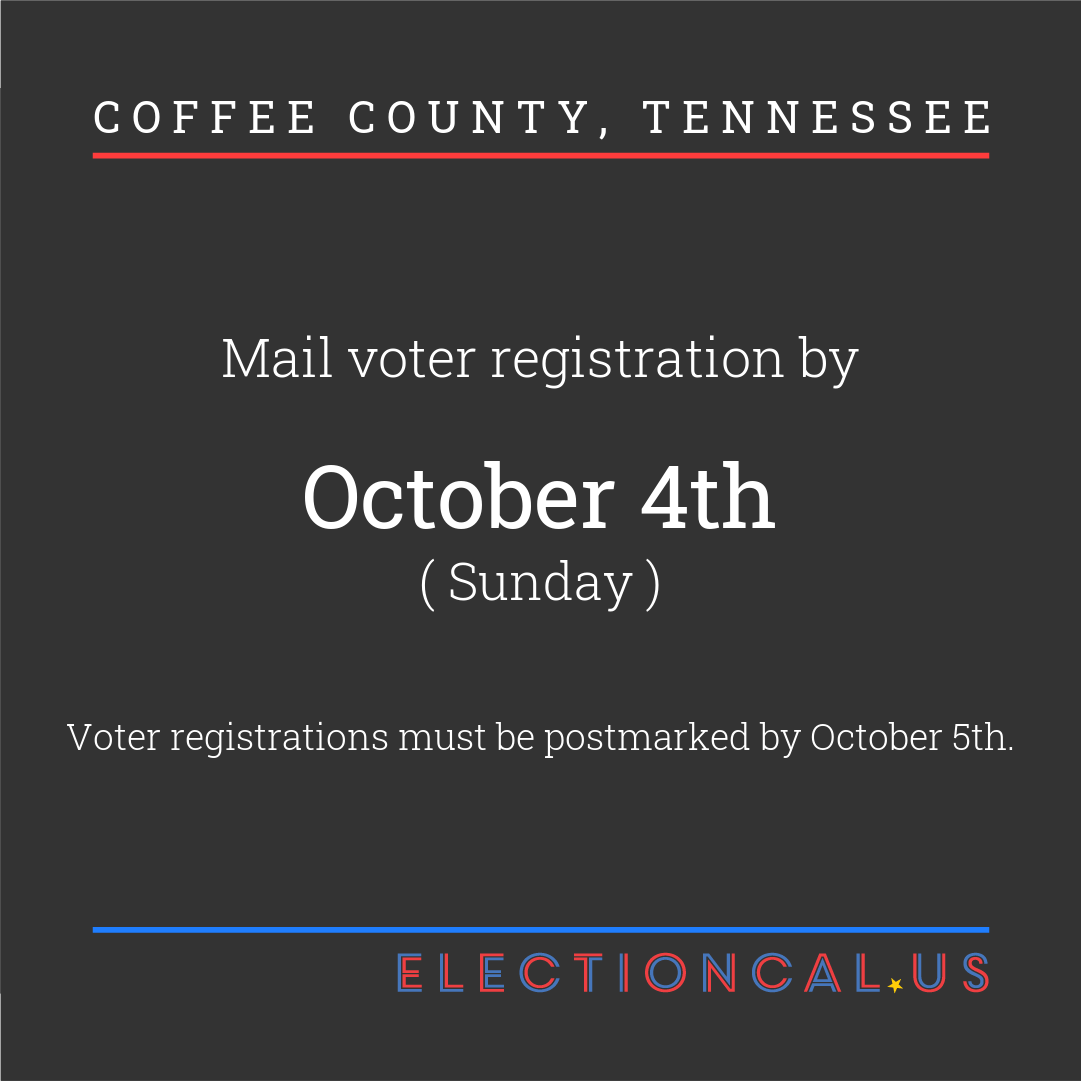 COFFEE COUNTY, TENNESSEE
Mail voter registration by
October 4th
( Sunday )
Voter registrations must be postmarked by October 5th.
ELECTIONCAL.US